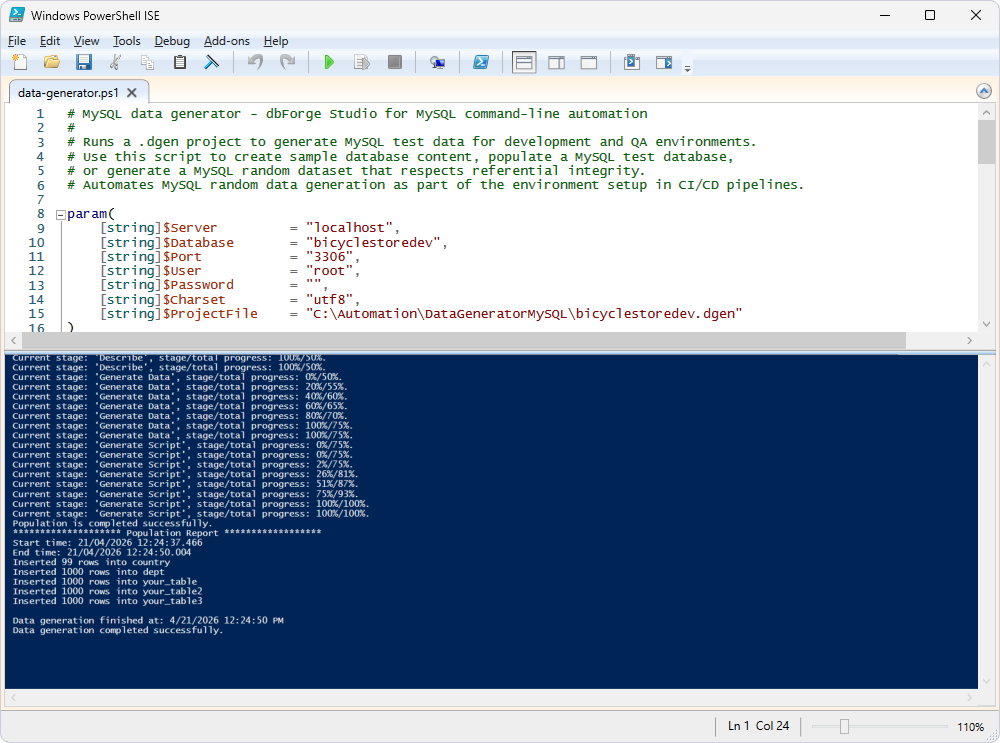 Windows PowerShell ISE
File Edit View Tools Debug Add-ons Help
data-generator.ps1
1 # MySQL data generator - dbForge Studio for MySQL command-line automation
2 #
3 # Runs a .dgen project to generate MySQL test data for development and QA environments.
4 # Use this script to create sample database content, populate a MySQL test database,
5 # or generate a MySQL random dataset that respects referential integrity.
6 # Automates MySQL random data generation as part of the environment setup in CI/CD pipelines.
7
8 param(
9 [string]$Server = "localhost",
10 [string]$Database = "bicyclestoredev",
11 [string]$Port = "3306",
12 [string]$User = "root",
13 [string]$Password = "",
14 [string]$Charset = "utf8",
15 [string]$ProjectFile = "C:\Automation\DataGeneratorMySQL\bicyclestoredev.dgen"
16 )
Current stage: 'Describe', stage/total progress: 100%/50%.
Current stage: 'Describe', stage/total progress: 100%/50%.
Current stage: 'Generate Data', stage/total progress: 0%/50%.
Current stage: 'Generate Data', stage/total progress: 20%/55%.
Current stage: 'Generate Data', stage/total progress: 40%/60%.
Current stage: 'Generate Data', stage/total progress: 60%/65%.
Current stage: 'Generate Data', stage/total progress: 80%/70%.
Current stage: 'Generate Data', stage/total progress: 100%/75%.
Current stage: 'Generate Data', stage/total progress: 100%/75%.
Current stage: 'Generate Script', stage/total progress: 0%/75%.
Current stage: 'Generate Script', stage/total progress: 0%/75%.
Current stage: 'Generate Script', stage/total progress: 2%/75%.
Current stage: 'Generate Script', stage/total progress: 26%/81%.
Current stage: 'Generate Script', stage/total progress: 51%/87%.
Current stage: 'Generate Script', stage/total progress: 75%/93%.
Current stage: 'Generate Script', stage/total progress: 100%/100%.
Current stage: 'Generate Script', stage/total progress: 100%/100%.
Population is completed successfully.
******************** Population Report ******************
Start time: 21/04/2026 12:24:37.466
End time: 21/04/2026 12:24:50.004
Inserted 99 rows into country
Inserted 1000 rows into dept
Inserted 1000 rows into your_table
Inserted 1000 rows into your_table2
Inserted 1000 rows into your_table3
Data generation finished at: 4/21/2026 12:24:50 PM
Data generation completed successfully.
Ln 1 Col 24 110%